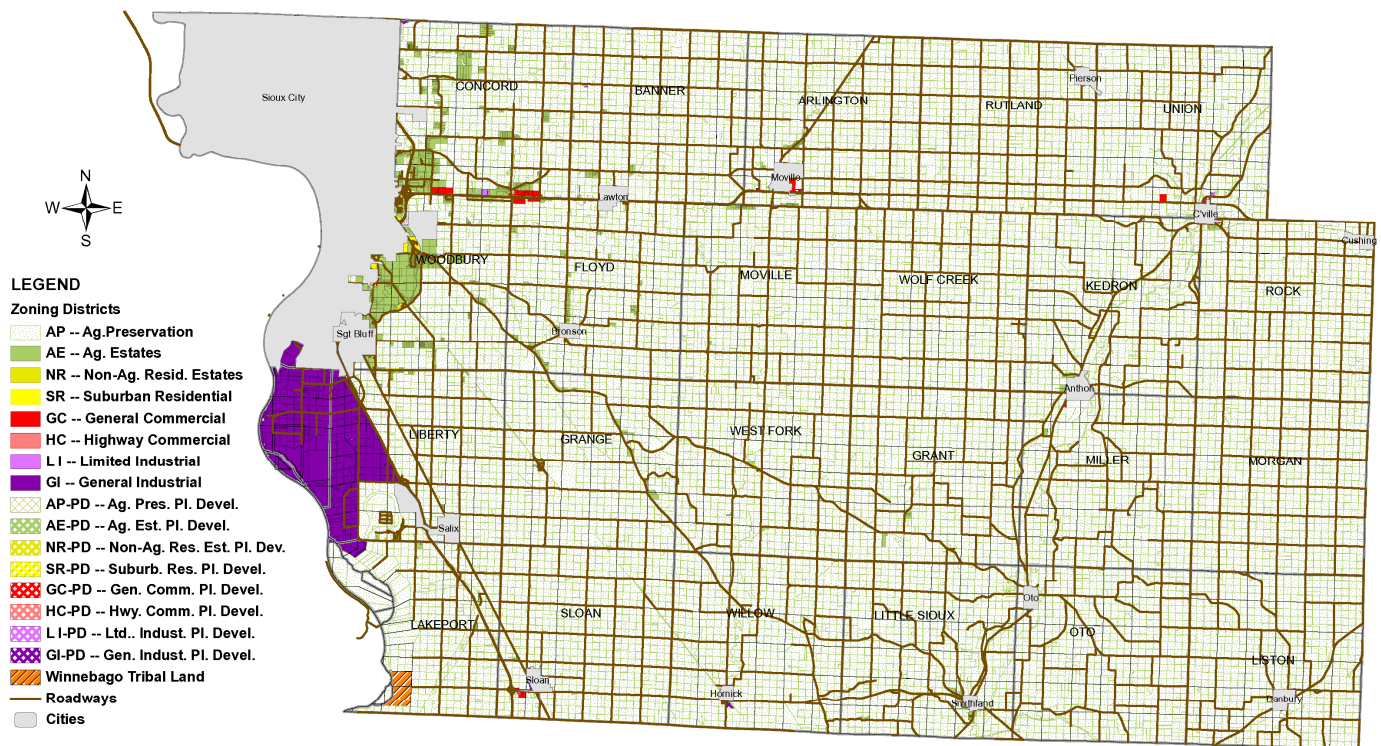 Sioux City
CONCORD
BANNER
ARLINGTON
RUTLAND
Pierson
UNION
N
W E
S
Moville
Lawton
C'ville
Cushing
WOODBURY
FLOYD
MOVILLE
WOLF CREEK
KEDRON
ROCK
Sgt Bluff
Bronson
Anthon
LIBERTY
GRANGE
WEST FORK
GRANT
MILLER
MORGAN
Salix
LAKEPORT
SLOAN
WILLOW
LITTLE SIOUX
Oto
OTO
LISTON
Sloan
Hornick
Smithland
Danbury
LEGEND
Zoning Districts
AP -- Ag.Preservation
AE -- Ag. Estates
NR -- Non-Ag. Resid. Estates
SR -- Suburban Residential
GC -- General Commercial
HC -- Highway Commercial
L I -- Limited Industrial
GI -- General Industrial
AP-PD -- Ag. Pres. Pl. Devel.
AE-PD -- Ag. Est. Pl. Devel.
NR-PD -- Non-Ag. Res. Est. Pl. Dev.
SR-PD -- Suburb. Res. Pl. Devel.
GC-PD -- Gen. Comm. Pl. Devel.
HC-PD -- Hwy. Comm. Pl. Devel.
L I-PD -- Ltd.. Indust. Pl. Devel.
GI-PD -- Gen. Indust. Pl. Devel.
Winnebago Tribal Land
Roadways
Cities